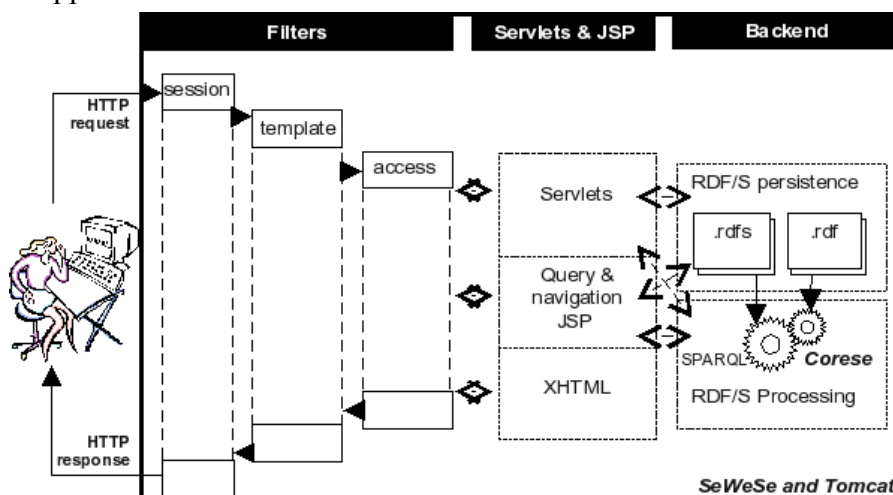 Filters
Servlets & JSP
Backend
HTTP
request
session
template
access
Servlets
RDF/S persistence
.rdfs
.rdf
Query &
navigation
JSP
SPARQL
Corese
XHTML
RDF/S Processing
HTTP
response
SeWeSe and Tomcat